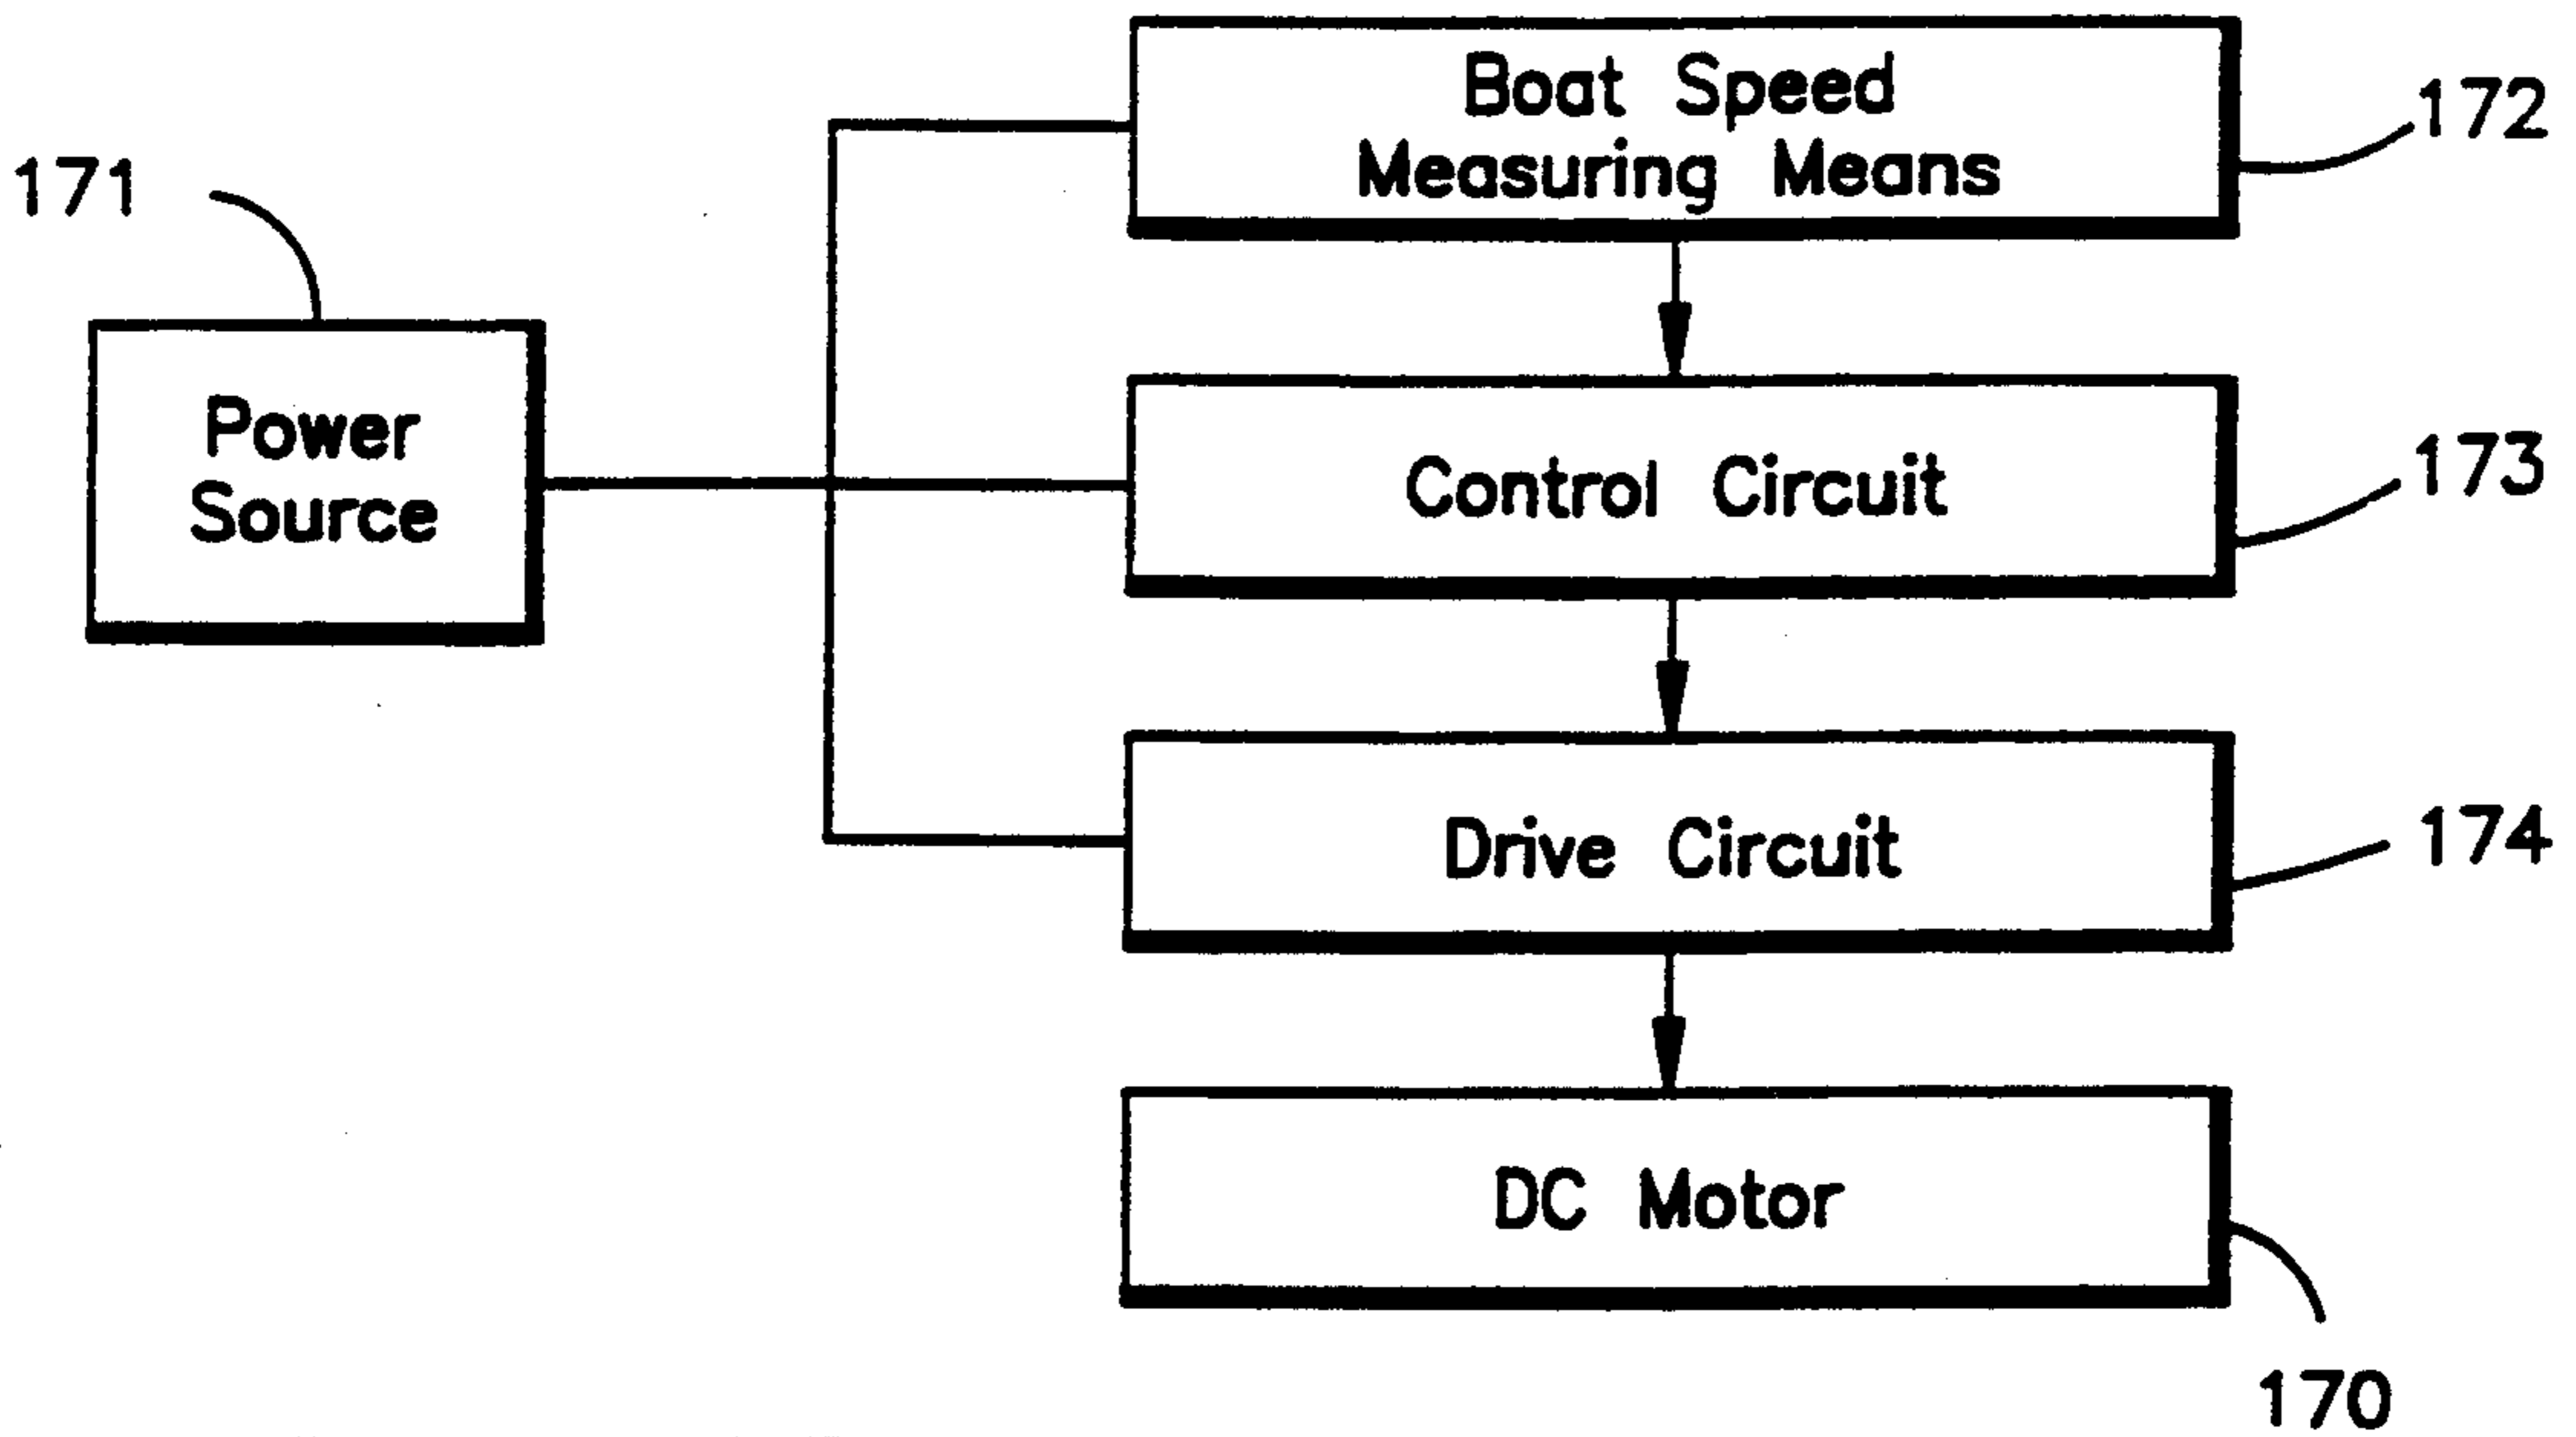 Boat Speed
Measuring Means
172
171
Power
Source
Control Circuit
173
Drive Circuit
174
DC Motor
170